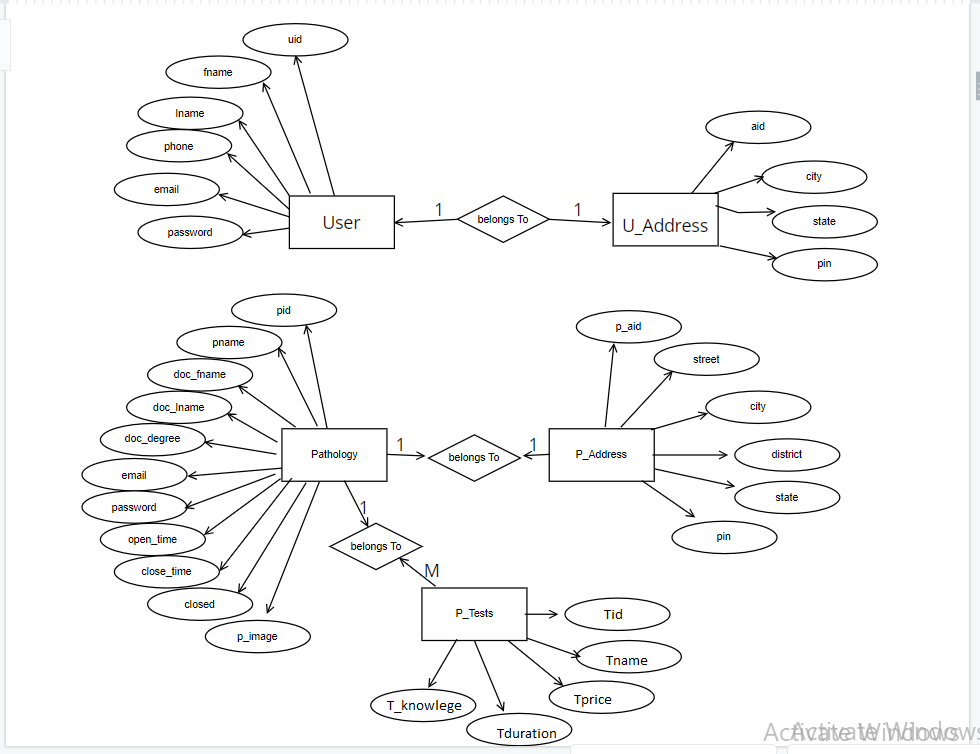 uid
fname
lname
phone
email
password
User
1
belongs To
1
U_Address
aid
city
state
pin
pid
pname
doc_fname
doc_lname
doc_degree
email
password
open_time
close_time
closed
p_image
Pathology
1
belongs To
1
P_Address
p_aid
street
city
district
state
pin
1
belongs To
M
P_Tests
Tid
Tname
Tprice
Tduration
T_knowlege
Activate Windows
Activate Windows